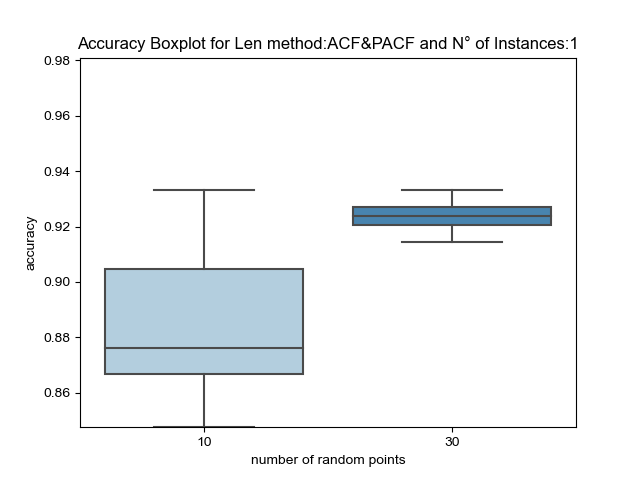 Accuracy Boxplot for Len method:ACF&PACF and N° of Instances:1
0.98
0.96
0.94
0.92
0.90
0.88
0.86
accuracy
10 30
number of random points